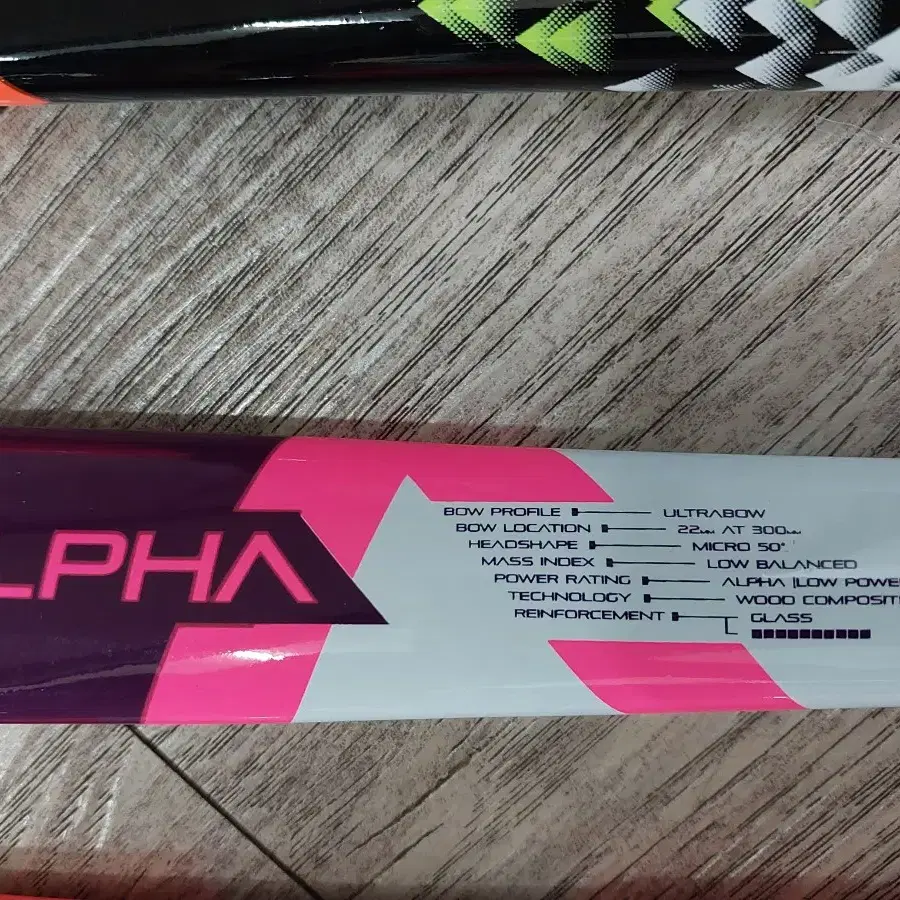 LPHA
BOW PROFILE ULTRABOW
BOW LOCATION 22mm AT 300mm
HEADSHAPE MICRO 50°
MASS INDEX LOW BALANCED
POWER RATING ALPHA |LOW POWE
TECHNOLOGY WOOD COMPOSIT
REINFORCEMENT GLASS